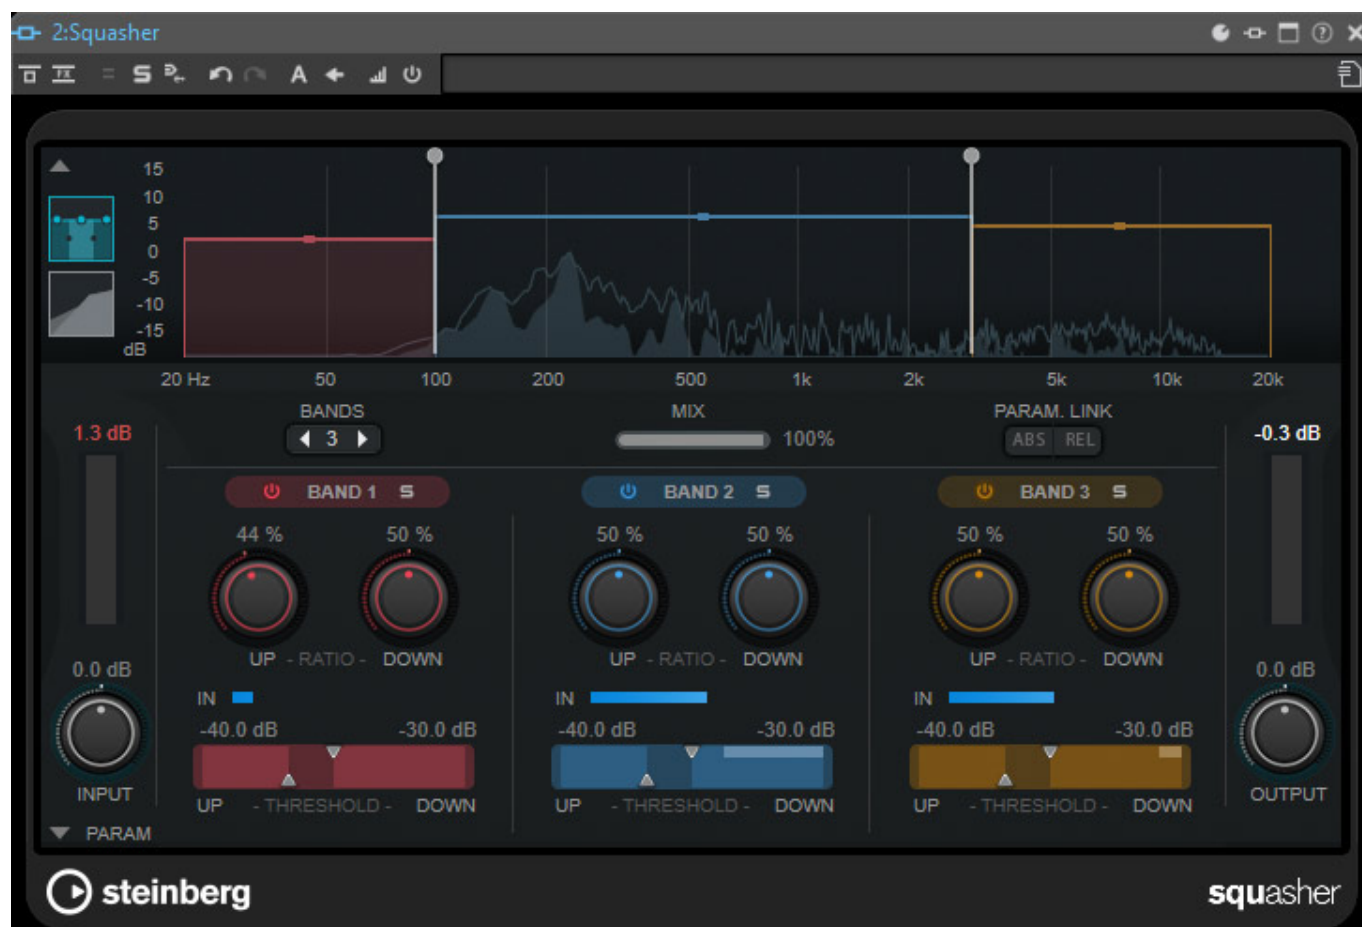 2:Squasher
FX = S A
15
10
5
0
-5
-10
-15
dB
20 Hz 50 100 200 500 1k 2k 5k 10k 20k
BANDS MIX PARAM. LINK
1.3 dB 3 100% ABS REL -0.3 dB
BAND 1 S BAND 2 S BAND 3 S
44 % 50 % 50 % 50 % 50 % 50 %
UP - RATIO - DOWN UP - RATIO - DOWN UP - RATIO - DOWN
0.0 dB 0.0 dB
IN IN IN
-40.0 dB -30.0 dB -40.0 dB -30.0 dB -40.0 dB -30.0 dB
INPUT OUTPUT
UP - THRESHOLD - DOWN UP - THRESHOLD - DOWN UP - THRESHOLD - DOWN
PARAM
steinberg squasher